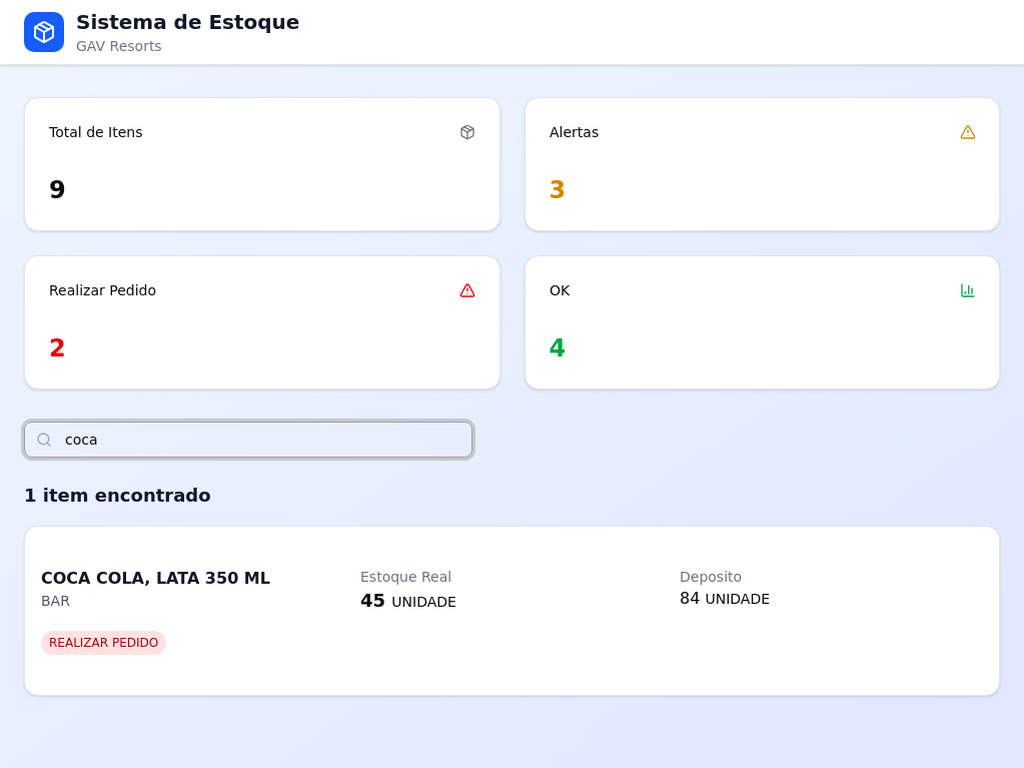 Sistema de Estoque
GAV Resorts
Total de Itens
9
Alertas
3
Realizar Pedido
2
OK
4
coca
1 item encontrado
COCA COLA, LATA 350 ML
BAR
REALIZAR PEDIDO
Estoque Real
45 UNIDADE
Deposito
84 UNIDADE